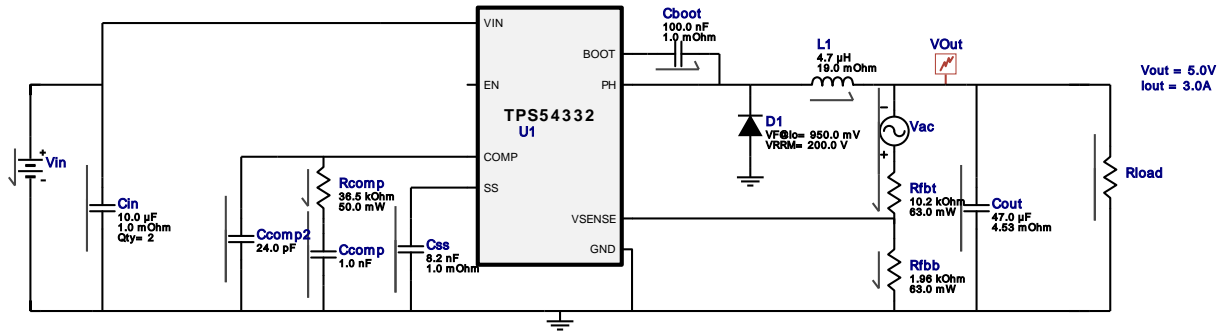 VIN
BOOT
EN
PH
TPS54332
U1
COMP
SS
VSENSE
GND
Vin
+
-
Cin
10.0 µF
1.0 mOhm
Qty= 2
Ccomp2
24.0 pF
Rcomp
36.5 kOhm
50.0 mW
Ccomp
1.0 nF
Css
8.2 nF
1.0 mOhm
Cboot
100.0 nF
1.0 mOhm
L1
4.7 µH
19.0 mOhm
VOut
Vout = 5.0V
Iout = 3.0A
D1
VF@Io= 950.0 mV
VRRM= 200.0 V
-
Vac
+
Rfbt
10.2 kOhm
63.0 mW
Rfbb
1.96 kOhm
63.0 mW
Cout
47.0 µF
4.53 mOhm
Rload